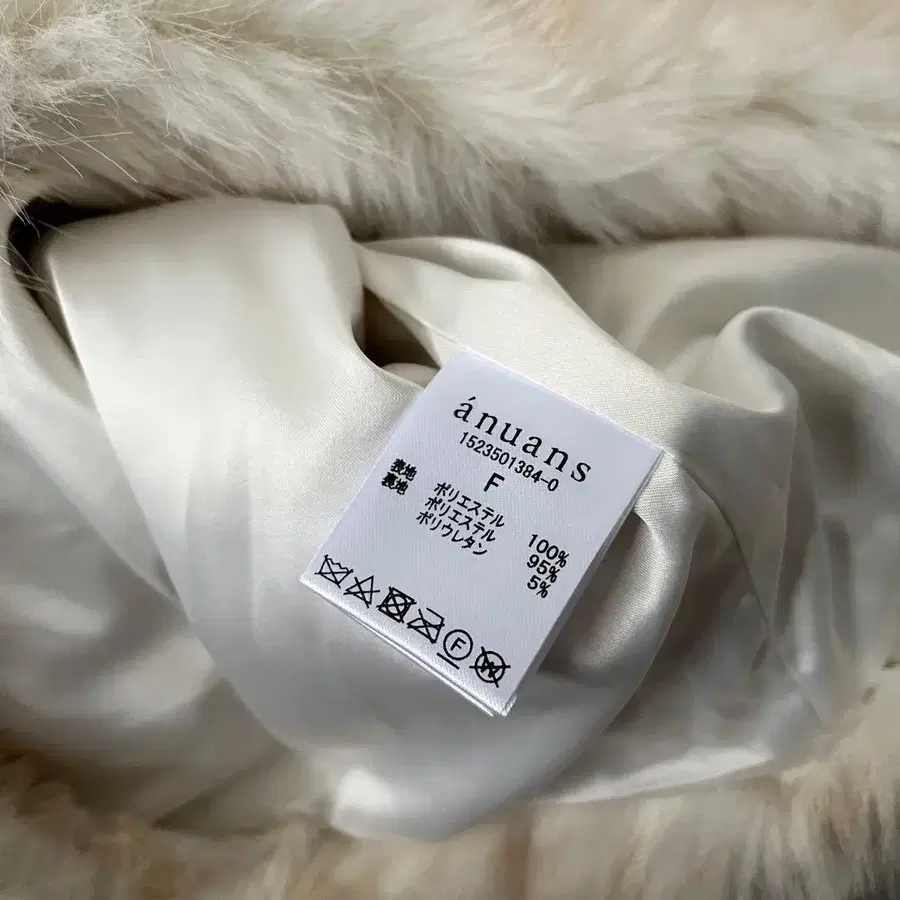 ánuans
1523501384-0
F
表地 ポリエステル 100%
裏地 ポリエステル 95%
ポリウレタン 5%
F W